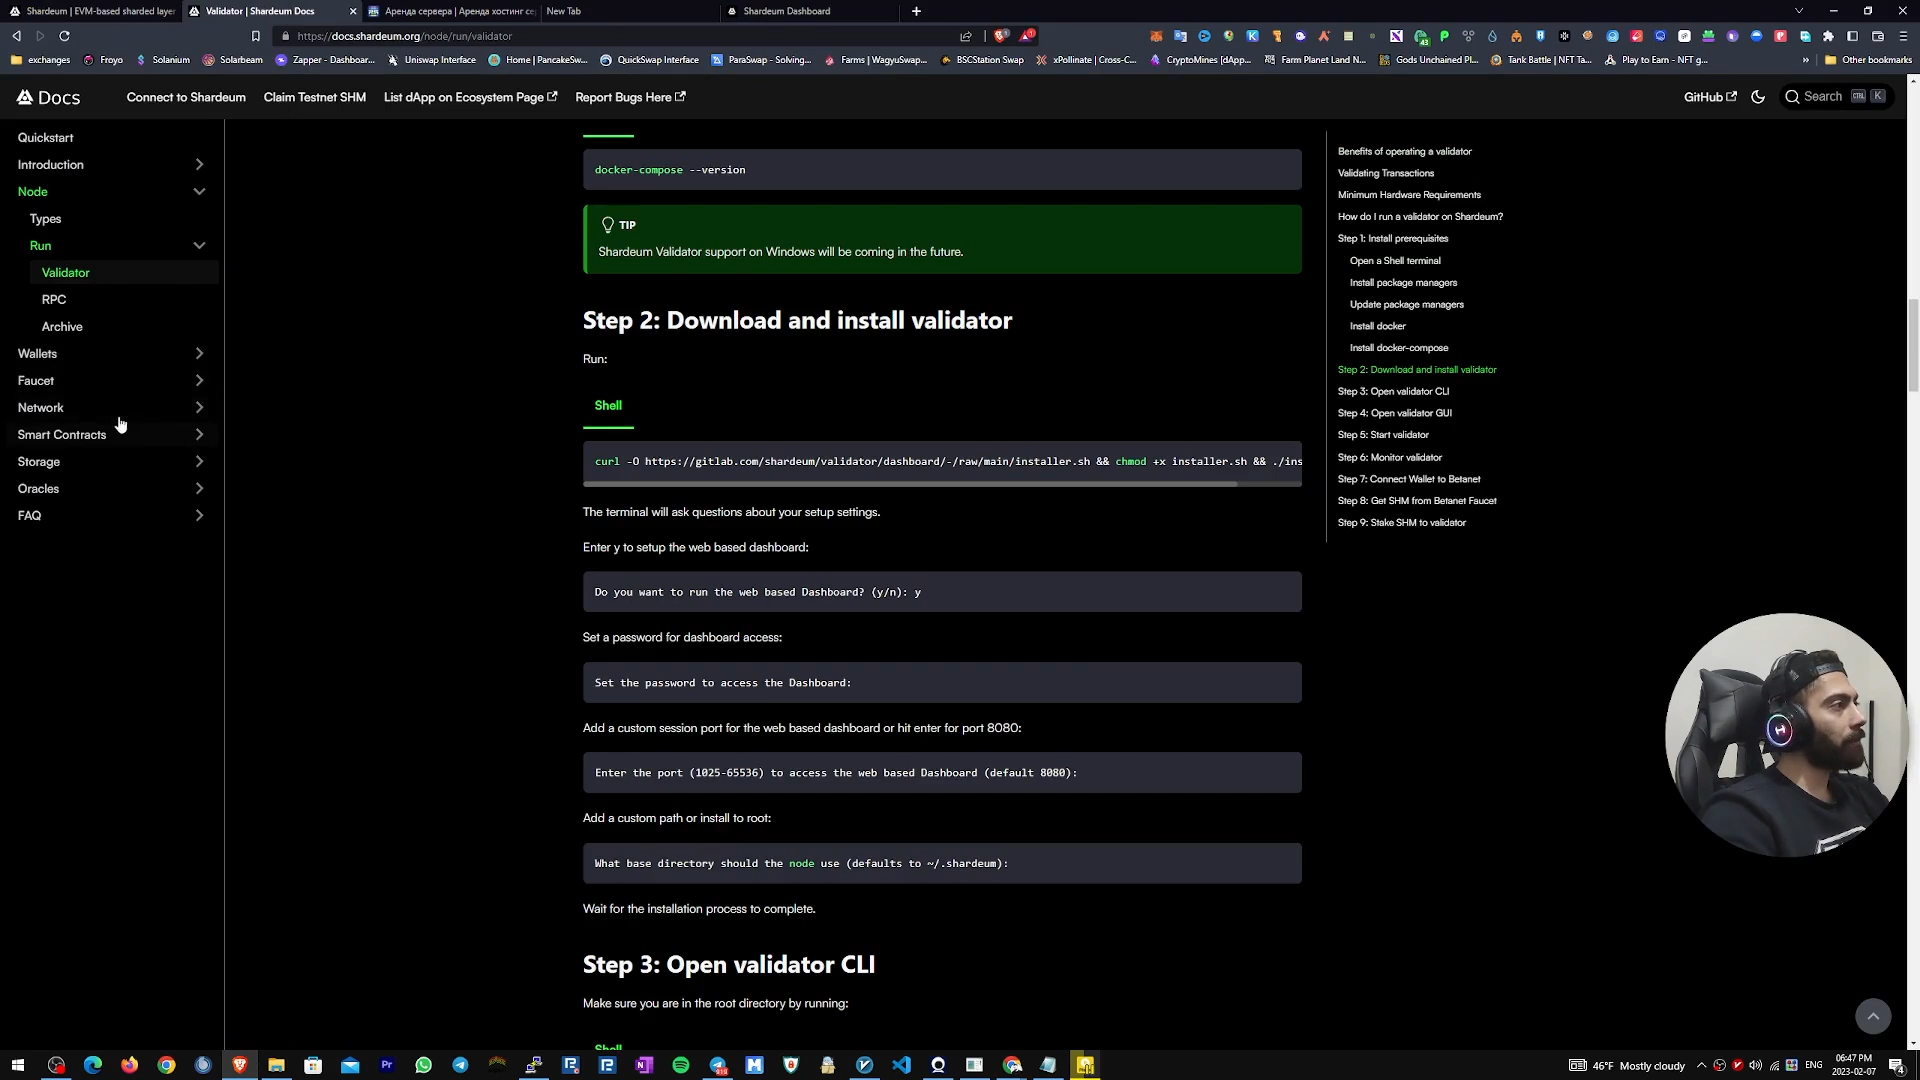 Shardeum | EVM-based sharded layer
Validator | Shardeum Docs
Аренда сервера | Аренда хостинг се
New Tab
Shardeum Dashboard
https://docs.shardeum.org/node/run/validator
exchanges
Froyo
Solanium
Solarbeam
Zapper - Dashboar...
Uniswap Interface
Home | PancakeSw...
QuickSwap Interface
ParaSwap - Solving...
Farms | WagyuSwap...
BSCStation Swap
xPollinate | Cross-C...
CryptoMines [dApp...
Farm Planet Land N...
Gods Unchained Pl...
Tank Battle | NFT Ta...
Play to Earn - NFT g...
Other bookmarks
Docs
Connect to Shardeum
Claim Testnet SHM
List dApp on Ecosystem Page
Report Bugs Here
GitHub
Search
CTRL K
Quickstart
Introduction
Node
Types
Run
Validator
RPC
Archive
Wallets
Faucet
Network
Smart Contracts
Storage
Oracles
FAQ
docker-compose --version
TIP
Shardeum Validator support on Windows will be coming in the future.
Step 2: Download and install validator
Run:
Shell
curl -O https://gitlab.com/shardeum/validator/dashboard/-/raw/main/installer.sh && chmod +x installer.sh && ./ins
The terminal will ask questions about your setup settings.
Enter y to setup the web based dashboard:
Do you want to run the web based Dashboard? (y/n): y
Set a password for dashboard access:
Set the password to access the Dashboard:
Add a custom session port for the web based dashboard or hit enter for port 8080:
Enter the port (1025-65536) to access the web based Dashboard (default 8080):
Add a custom path or install to root:
What base directory should the node use (defaults to ~/.shardeum):
Wait for the installation process to complete.
Step 3: Open validator CLI
Make sure you are in the root directory by running:
Shell
Benefits of operating a validator
Validating Transactions
Minimum Hardware Requirements
How do I run a validator on Shardeum?
Step 1: Install prerequisites
Open a Shell terminal
Install package managers
Update package managers
Install docker
Install docker-compose
Step 2: Download and install validator
Step 3: Open validator CLI
Step 4: Open validator GUI
Step 5: Start validator
Step 6: Monitor validator
Step 7: Connect Wallet to Betanet
Step 8: Get SHM from Betanet Faucet
Step 9: Stake SHM to validator
46°F Mostly cloudy
ENG
06:47 PM
2023-02-07